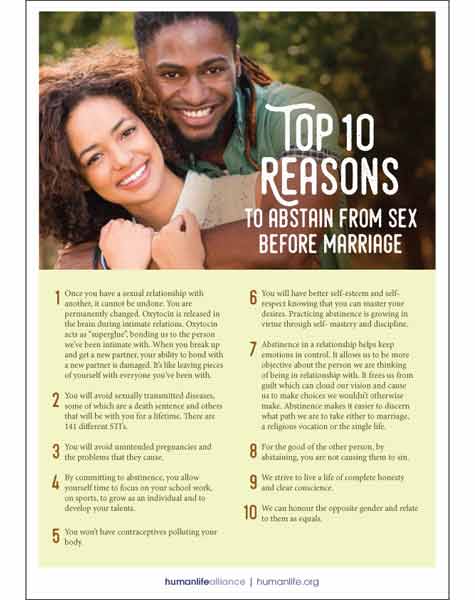 TOP 10
REASONS
TO ABSTAIN FROM SEX
BEFORE MARRIAGE
1 Once you have a sexual relationship with
another, it cannot be undone. You are
permanently changed. Oxytocin is released in
the brain during intimate relations. Oxytocin
acts as "superglue", bonding us to the person
we've been intimate with. When you break up
and get a new partner, your ability to bond with
a new partner is damaged. It's like leaving pieces
of yourself with everyone you've been with.
2 You will avoid sexually transmitted diseases,
some of which are a death sentence and others
that will be with you for a lifetime. There are
141 different STI's.
3 You will avoid unintended pregnancies and
the problems that they cause.
4 By committing to abstinence, you allow
yourself time to focus on your school work,
on sports, to grow as an individual and to
develop your talents.
5 You won't have contraceptives polluting your
body.
6 You will have better self-esteem and self-
respect knowing that you can master your
desires. Practicing abstinence is growing in
virtue through self- mastery and discipline.
7 Abstinence in a relationship helps keep
emotions in control. It allows us to be more
objective about the person we are thinking
of being in relationship with. It frees us from
guilt which can cloud our vision and cause
us to make choices we wouldn't otherwise
make. Abstinence makes it easier to discern
what path we are to take either to marriage,
a religious vocation or the single life.
8 For the good of the other person, by
abstaining, you are not causing them to sin.
9 We strive to live a life of complete honesty
and clear conscience.
10 We can honour the opposite gender and relate
to them as equals.
humanlifealliance | humanlife.org